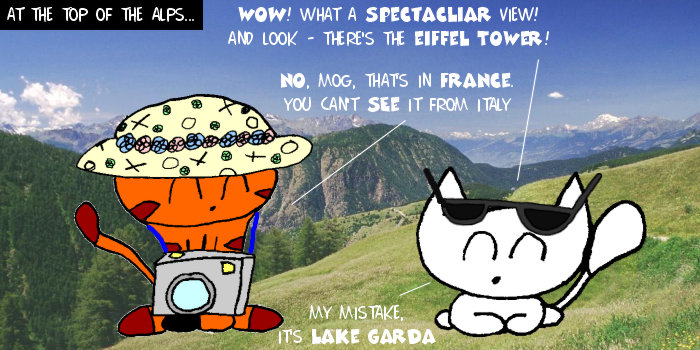 AT THE TOP OF THE ALPS...
WOW! WHAT A SPECTACLIAR VIEW!
AND LOOK - THERE'S THE EIFFEL TOWER!
NO, MOG, THAT'S IN FRANCE.
YOU CAN'T SEE IT FROM ITALY
MY MISTAKE,
IT'S LAKE GARDA